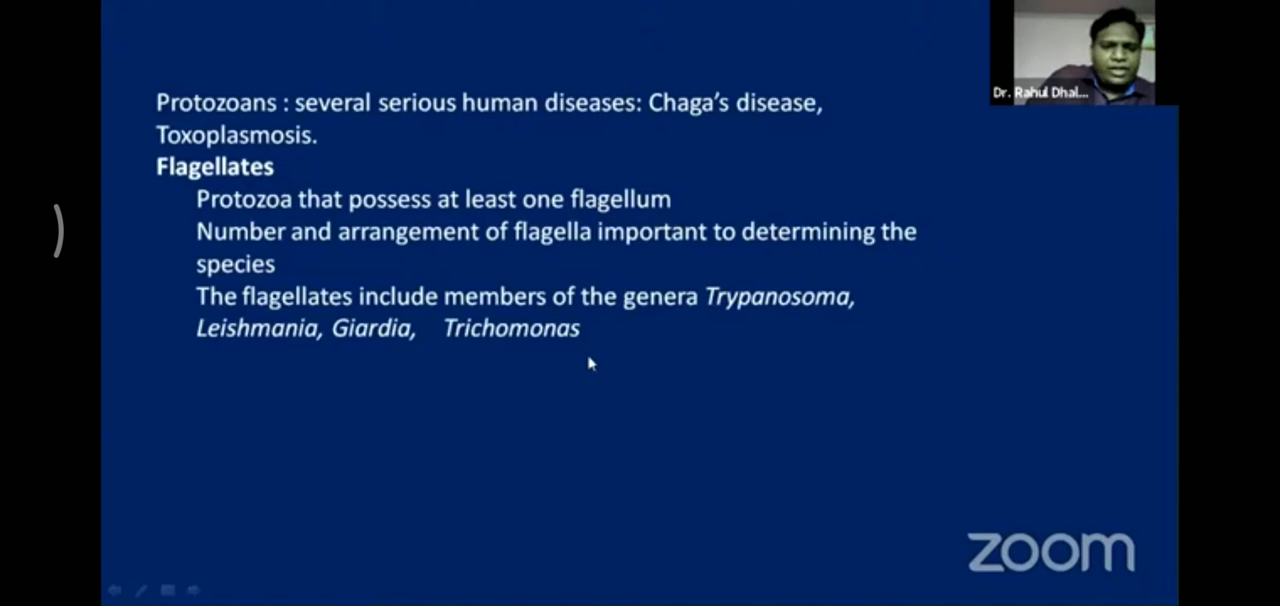 Protozoans : several serious human diseases: Chaga's disease,
Toxoplasmosis.
Flagellates
Protozoa that possess at least one flagellum
Number and arrangement of flagella important to determining the
species
The flagellates include members of the genera Trypanosoma,
Leishmania, Giardia, Trichomonas
Dr. Rahul Dhal...
zoom